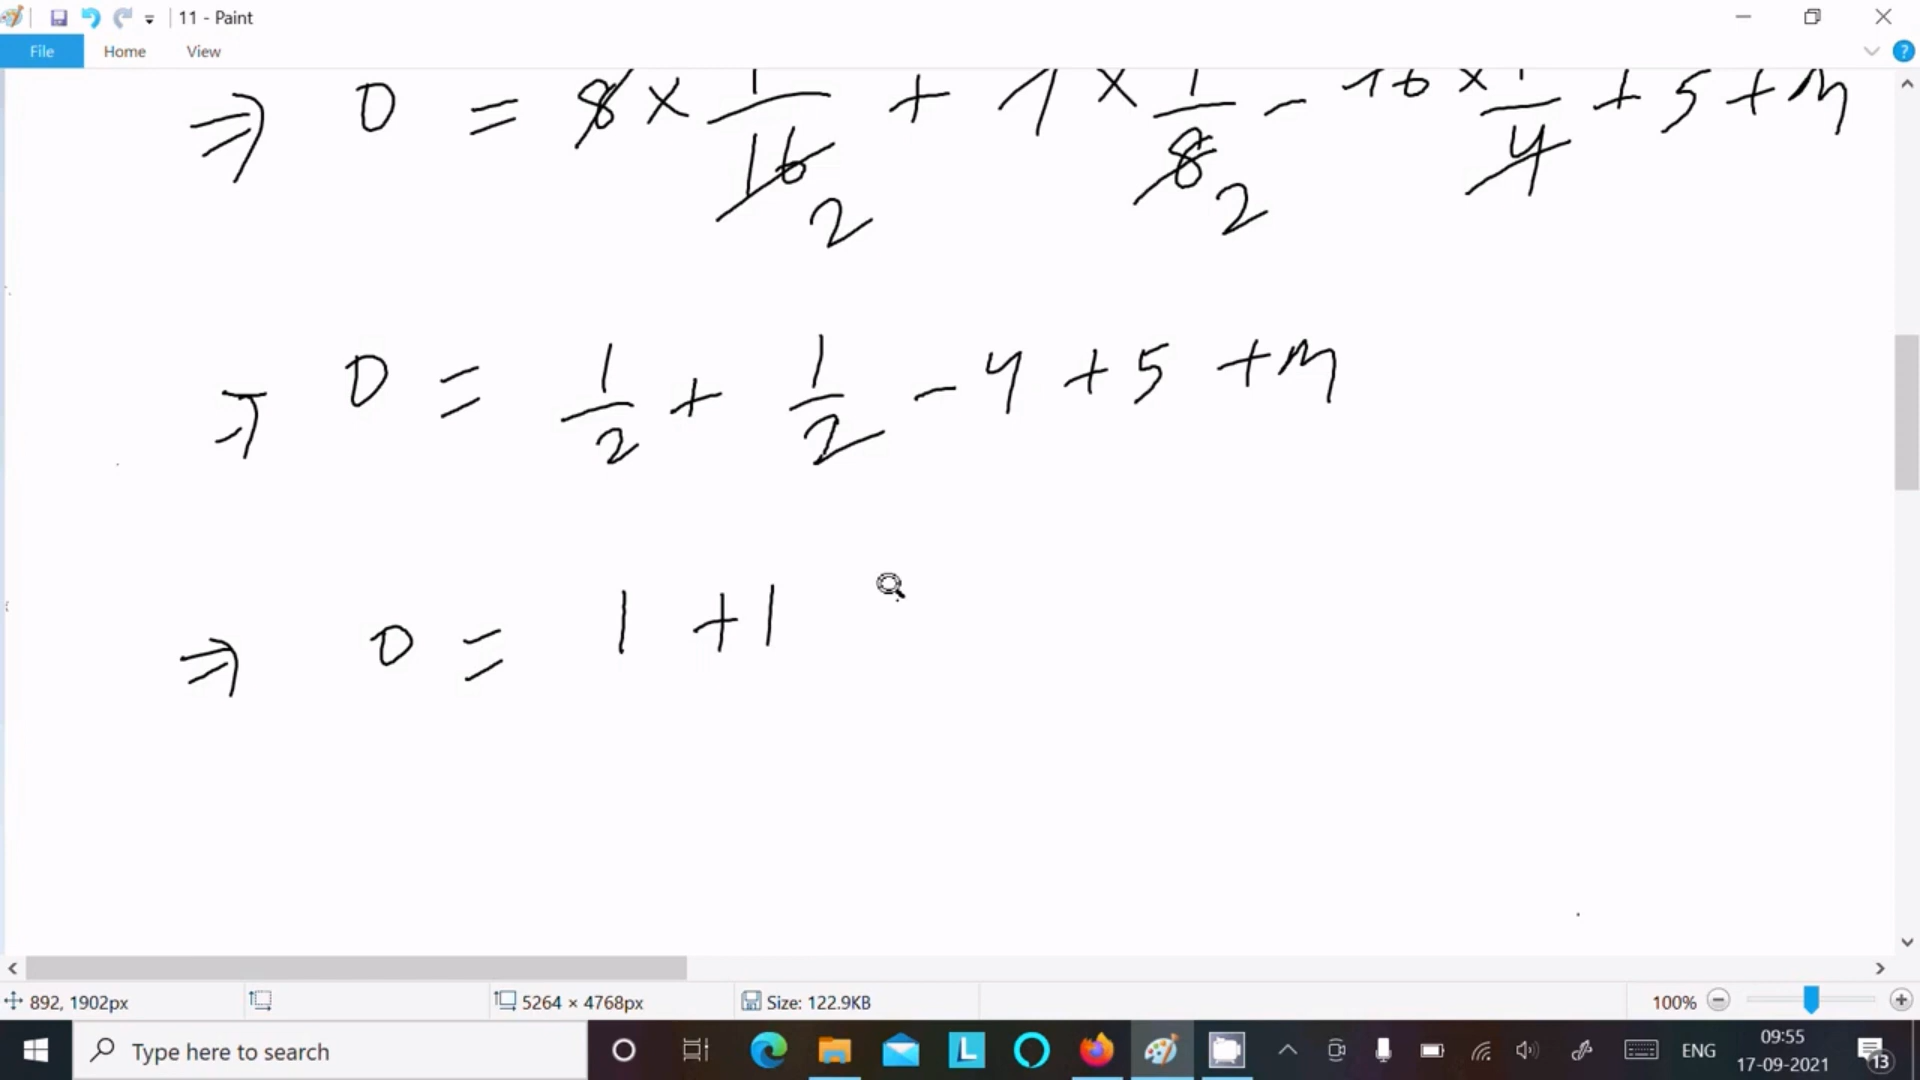 11 - Paint
File Home View
⇒ 0 = 8 × 1/16 2 + 4 × 1/8 2 - 16 × 1/4 + 5 + m
⇒ 0 = 1/2 + 1/2 - 4 + 5 + m
⇒ 0 = 1 + 1
892, 1902px 5264 × 4768px Size: 122.9KB 100%
Type here to search L ENG 09:55
17-09-2021 13